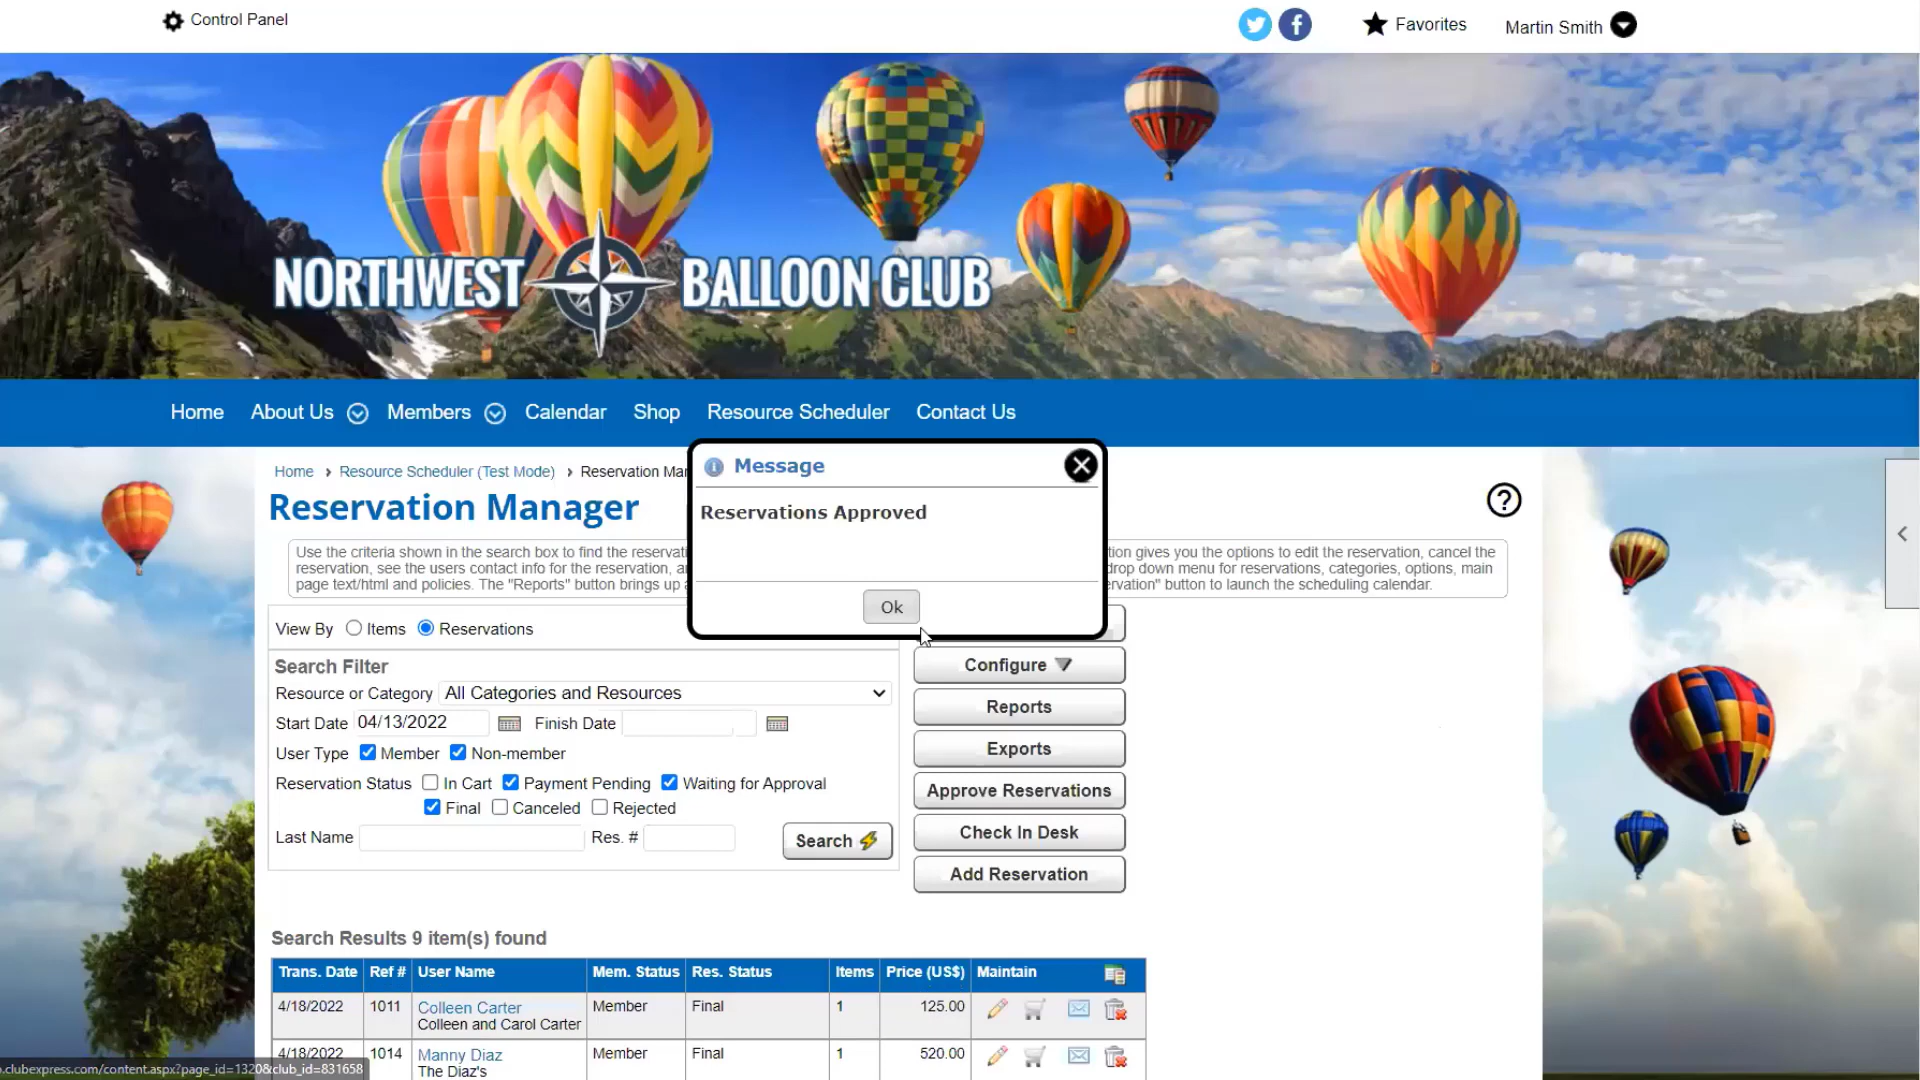 Control Panel
Favorites
Martin Smith
NORTHWEST BALLOON CLUB
Home About Us Members Calendar Shop Resource Scheduler Contact Us
Home › Resource Scheduler (Test Mode) › Reservation Ma
Reservation Manager
Message
Reservations Approved
Ok
Use the criteria shown in the search box to find the reservati
tion gives you the options to edit the reservation, cancel the
reservation, see the users contact info for the reservation, a
drop down menu for reservations, categories, options, main
page text/html and policies. The "Reports" button brings up
ervation" button to launch the scheduling calendar.
View By Items Reservations
Search Filter
Resource or Category All Categories and Resources
Start Date 04/13/2022 Finish Date
User Type Member Non-member
Reservation Status In Cart Payment Pending Waiting for Approval
Final Canceled Rejected
Last Name Res. # Search
Configure
Reports
Exports
Approve Reservations
Check In Desk
Add Reservation
Search Results 9 item(s) found
Trans. Date Ref # User Name Mem. Status Res. Status Items Price (US$) Maintain
4/18/2022 1011 Colleen Carter Member Final 1 125.00
Colleen and Carol Carter
4/18/2022 1014 Manny Diaz Member Final 1 520.00
The Diaz's
.clubexpress.com/content.aspx?page_id=1320&club_id=831658